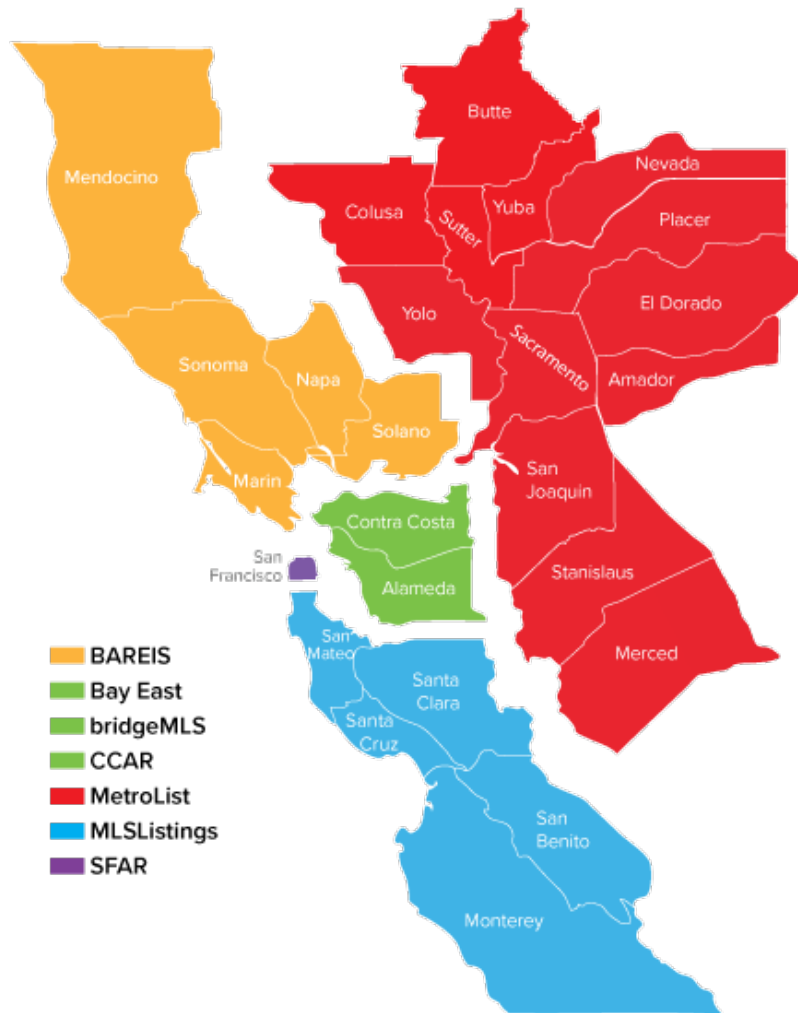 Butte
Mendocino
Nevada
Colusa
Sutter
Yuba
Placer
Yolo
El Dorado
Sonoma
Napa
Sacramento
Amador
Solano
Marin
San
Joaquin
Contra Costa
San
Francisco
Alameda
Stanislaus
Merced
San
Mateo
Santa
Clara
Santa
Cruz
San
Benito
Monterey
BAREIS
Bay East
bridgeMLS
CCAR
MetroList
MLSListings
SFAR